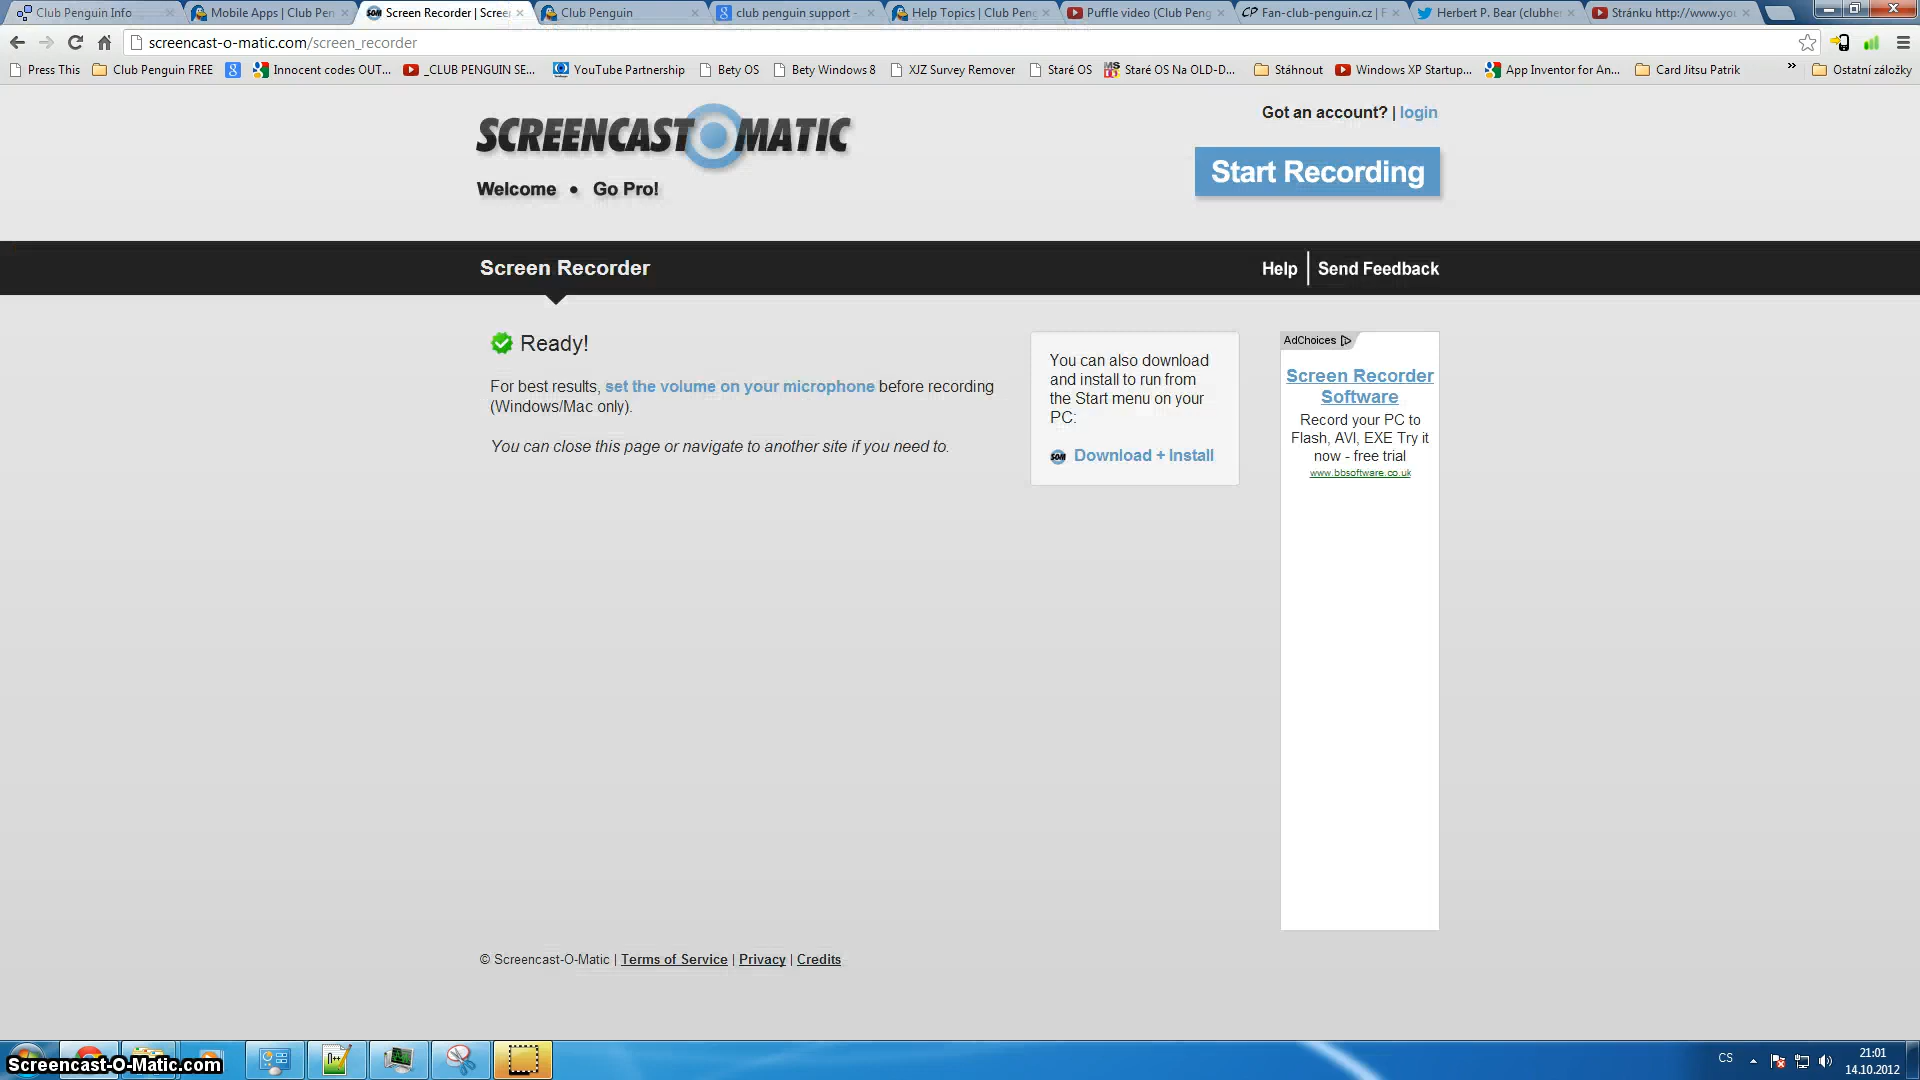 Club Penguin Info
Mobile Apps | Club Pen
Screen Recorder | Scree
Club Penguin
club penguin support -
Help Topics | Club Peng
Puffle video (Club Peng
CP Fan-club-penguin.cz | F
Herbert P. Bear (clubhe
Stránku http://www.yo
screencast-o-matic.com/screen_recorder
Press This
Club Penguin FREE
Innocent codes OUT...
_CLUB PENGUIN SE...
YouTube Partnership
Bety OS
Bety Windows 8
XJZ Survey Remover
Staré OS
Staré OS Na OLD-D...
Stáhnout
Windows XP Startup...
App Inventor for An...
Card Jitsu Patrik
»
Ostatní záložky
SCREENCAST O MATIC
Got an account? | login
Start Recording
Welcome • Go Pro!
Screen Recorder
Help
Send Feedback
Ready!
For best results, set the volume on your microphone before recording
(Windows/Mac only).
You can close this page or navigate to another site if you need to.
You can also download
and install to run from
the Start menu on your
PC:
SOM Download + Install
AdChoices
Screen Recorder
Software
Record your PC to
Flash, AVI, EXE Try it
now - free trial
www.bbsoftware.co.uk
© Screencast-O-Matic | Terms of Service | Privacy | Credits
Screencast-O-Matic.com
CS
21:01
14.10.2012